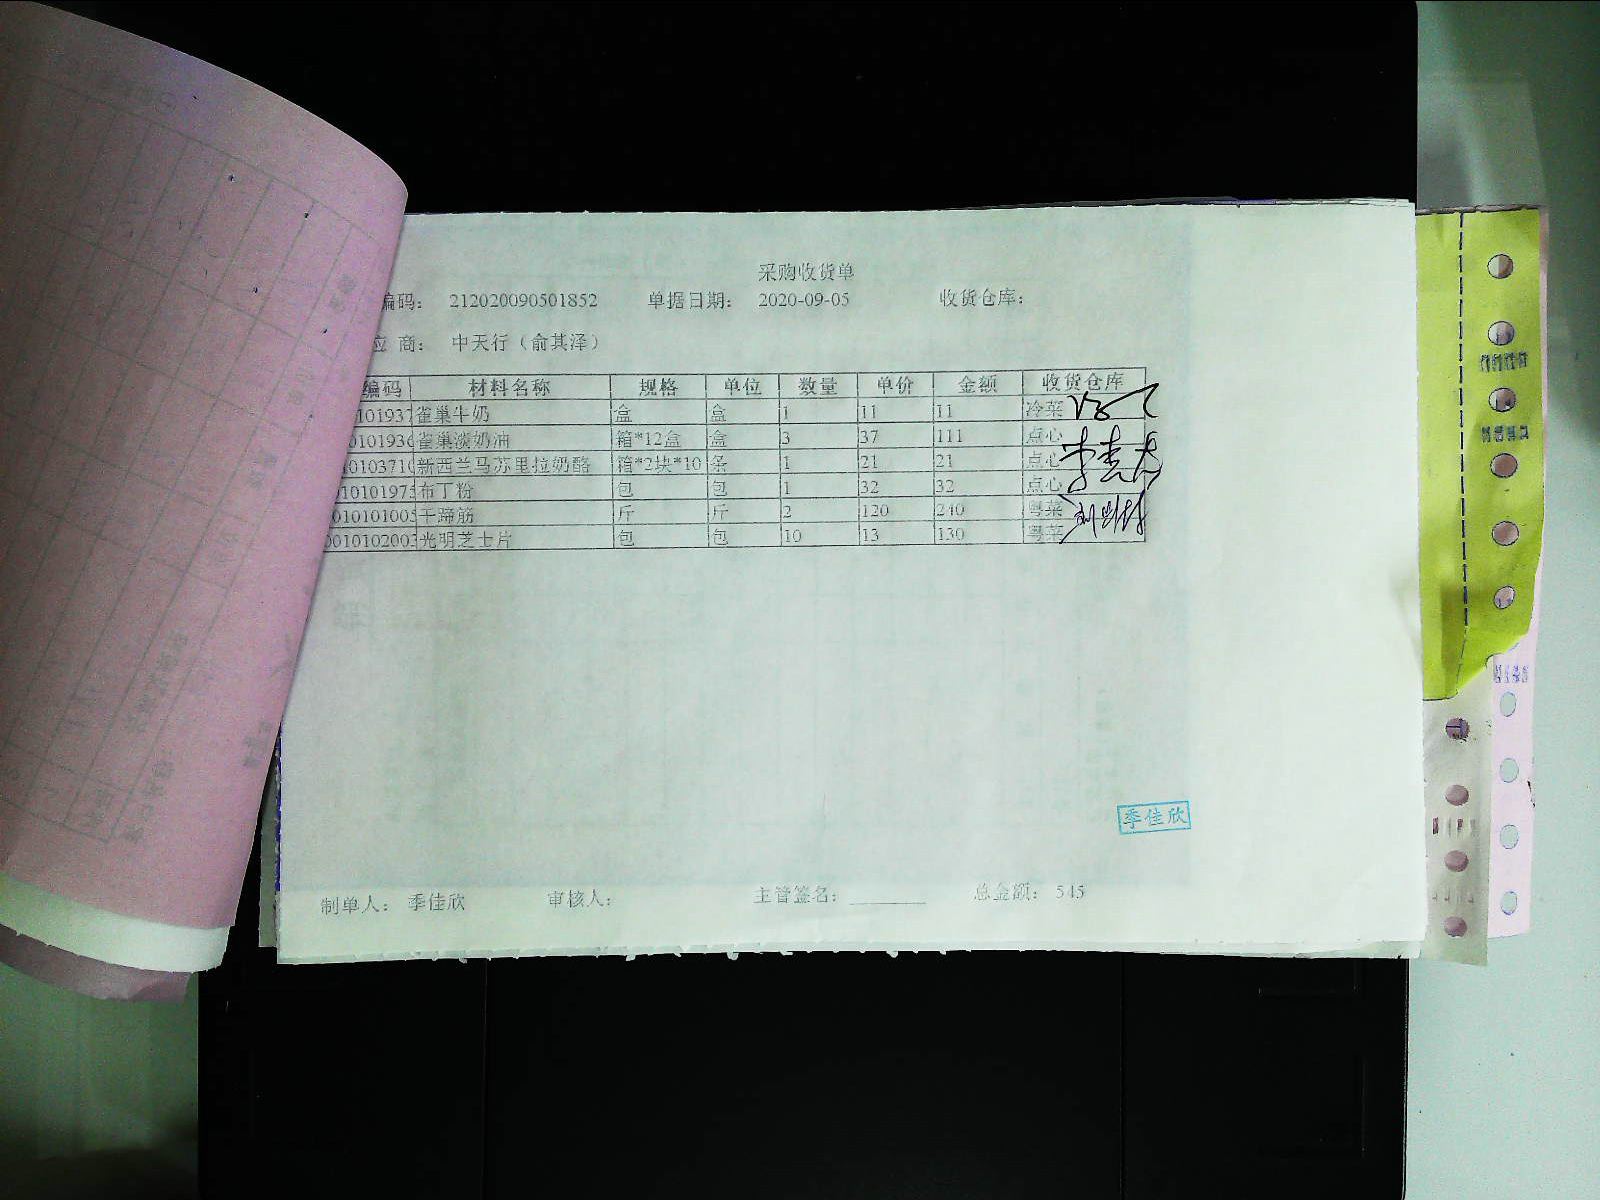 采购收货单
编码： 212020090501852 单据日期： 2020-09-05 收货仓库：
应 商： 中天行（俞其泽）
编码 材料名称 规格 单位 数量 单价 金额 收货仓库
101937 雀巢牛奶 盒 盒 1 11 11 冷菜
0101936 雀巢淡奶油 箱*12盒 盒 3 37 111 点心
0103710 新西兰马苏里拉奶酪 箱*2块*10 条 1 21 21 点心
010101975 布丁粉 包 包 1 32 32 点心
010101005 干蹄筋 斤 斤 2 120 240 粤菜
0010102003 光明芝士片 包 包 10 13 130 粤菜
季佳欣
制单人： 季佳欣 审核人： 主管签名： 总金额： 545